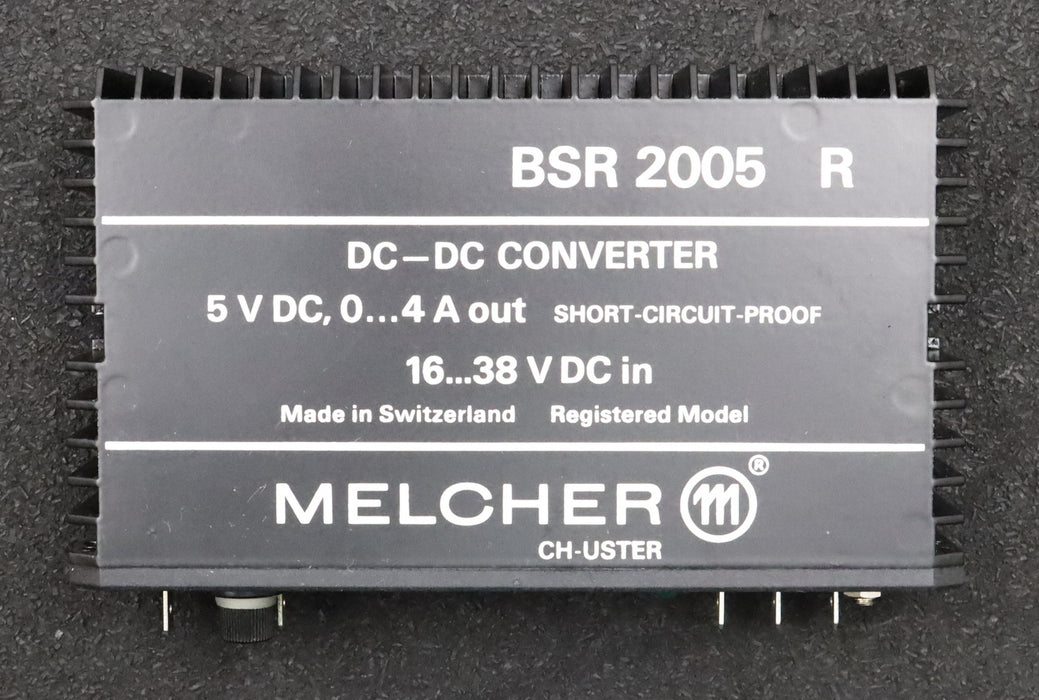 BSR 2005 R
DC–DC CONVERTER
5 V DC, 0...4 A out SHORT-CIRCUIT-PROOF
16...38 V DC in
Made in Switzerland Registered Model
MELCHER m ®
CH-USTER